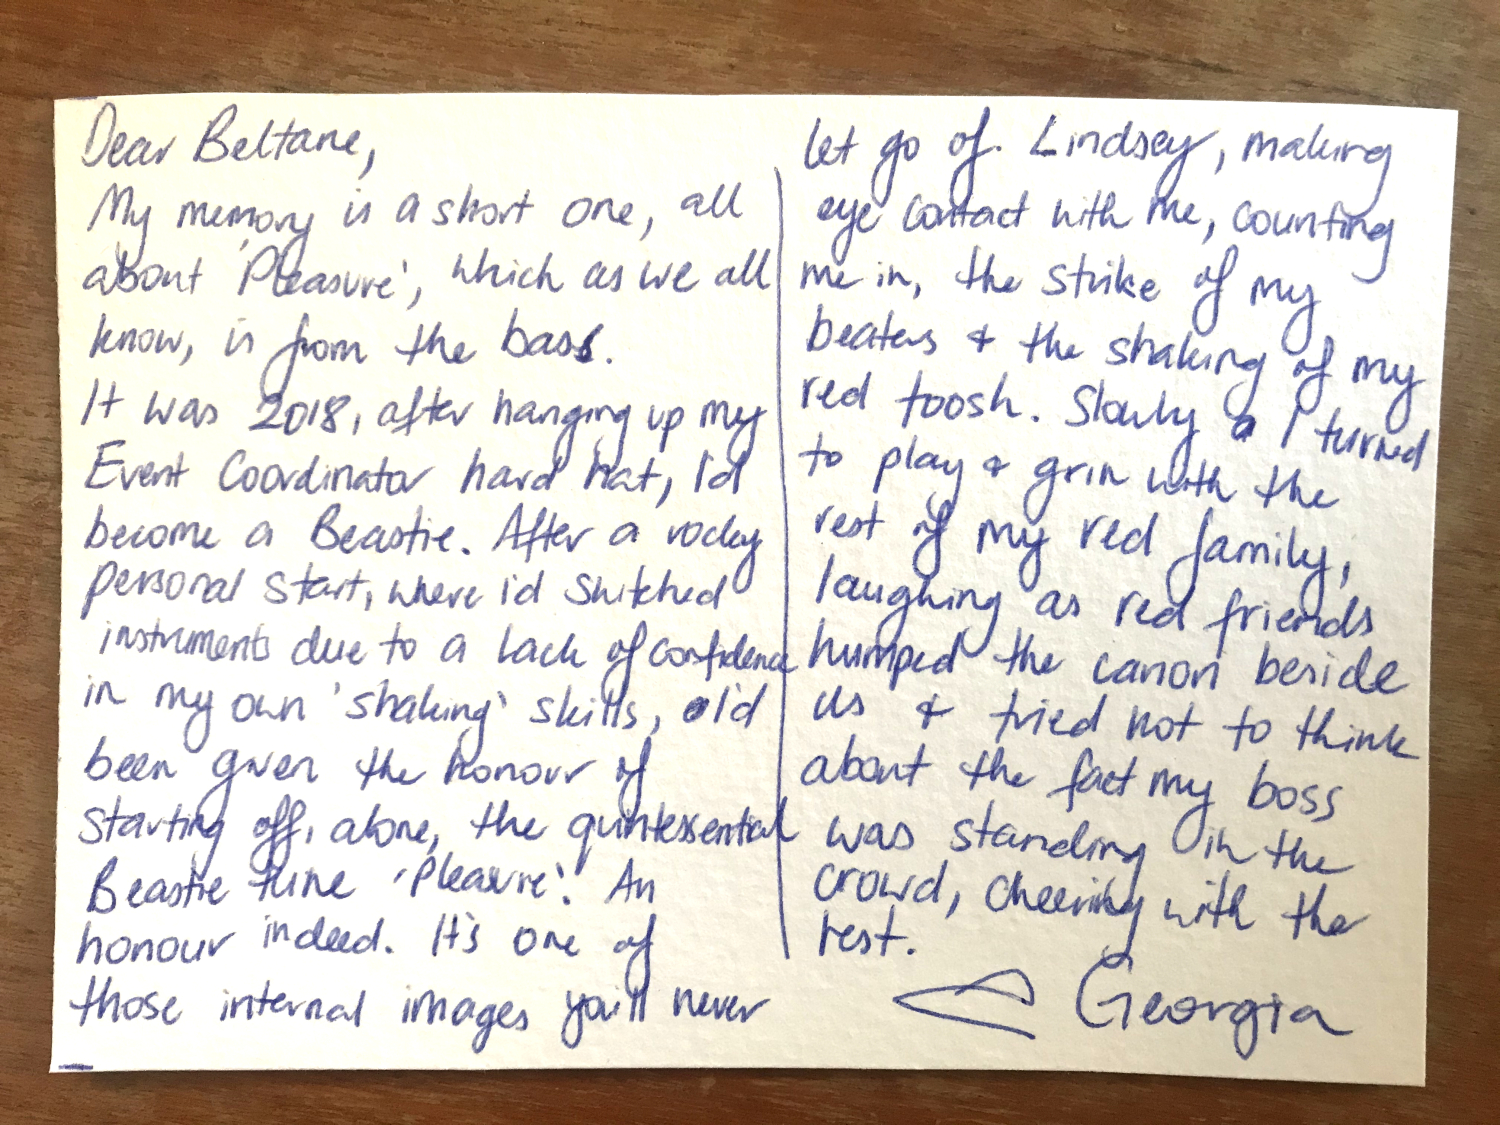 Dear Beltane,
My memory is a short one, all
about 'Pleasure', which as we all
know, is from the bass.
It was 2018, after hanging up my
Event Coordinator hard hat, I'd
become a Beastie. After a rocky
personal start, where i'd switched
instruments due to a lack of confidence
in my own 'shaking' skills, I'd
been given the honour of
starting off, alone, the quintessential
Beastie tune 'Pleasure'. An
honour indeed. It's one of
those internal images you'll never
let go of. Lindsey, making
eye contact with me, counting
me in, the strike of my
beaters & the shaking of my
red toosh. Slowly I turned
to play & grin with the
rest of my red family,
laughing as red friends
humped the canon beside
us & tried not to think
about the fact my boss
was standing in the
crowd, cheering with the
rest.
Georgia